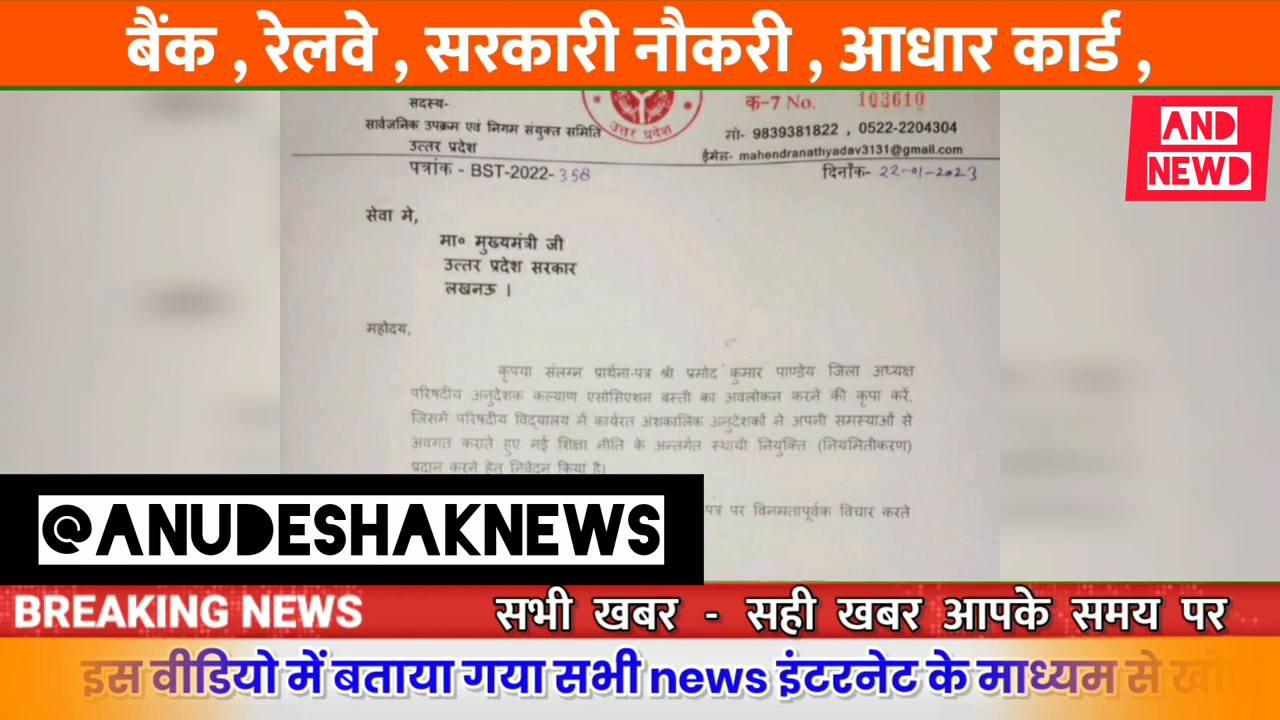 बैंक , रेलवे , सरकारी नौकरी , आधार कार्ड ,
AND
NEWD
सदस्य-
सार्वजनिक उपक्रम एवं निगम संयुक्त समिति
उत्तर प्रदेश
पत्रांक - BST-2022-358
उत्तर प्रदेश
क-7 No. 103610
मो- 9839381822 , 0522-2204304
ईमेल- mahendranathyadav3131@gmail.com
दिनाँक- 22-01-2023
सेवा मे,
मा० मुख्यमंत्री जी
उत्तर प्रदेश सरकार
लखनऊ ।
महोदय,
कृपया संलग्न प्रार्थना-पत्र श्री प्रमोद कुमार पाण्डेय जिला अध्यक्ष
परिषदीय अनुदेशक कल्याण एसोसिएशन बस्ती का अवलोकन करने की कृपा करें,
जिसमें परिषदीय विद्यालय में कार्यरत अंशकालिक अनुदेशकों ने अपनी समस्याओं से
अवगत कराते हुए नई शिक्षा नीति के अन्तर्गत स्थायी नियुक्ति (नियमितीकरण)
प्रदान करने हेतु निवेदन किया है।
पत्र पर विनमतापूर्वक विचार करते
@ANUDESHAKNEWS
BREAKING NEWS
सभी खबर - सही खबर आपके समय पर
इस वीडियो में बताया गया सभी news इंटरनेट के माध्यम से